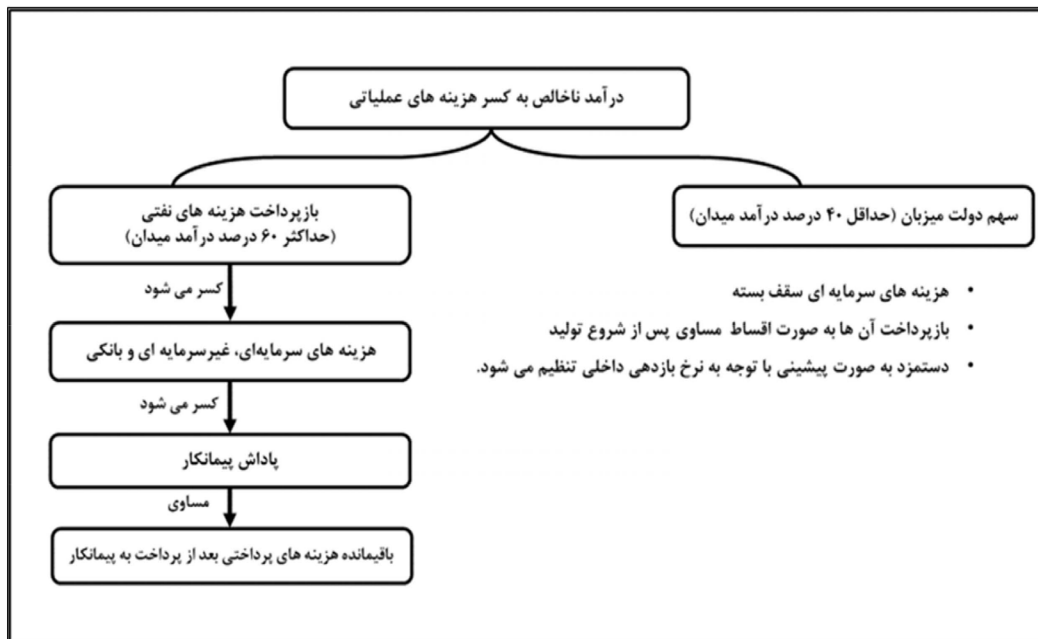 درآمد ناخالص به کسر هزینه های عملیاتی
سهم دولت میزبان (حداقل ۴۰ درصد درآمد میدان)
• هزینه های سرمایه ای سقف بسته
• بازپرداخت آن ها به صورت اقساط مساوی پس از شروع تولید
• دستمزد به صورت پیشینی با توجه به نرخ بازدهی داخلی تنظیم می شود.
بازپرداخت هزینه های نفتی
(حداکثر ۶۰ درصد درآمد میدان)
کسر می شود
هزینه های سرمایه‌ای، غیرسرمایه ای و بانکی
کسر می شود
پاداش پیمانکار
مساوی
باقیمانده هزینه های پرداختی بعد از پرداخت به پیمانکار